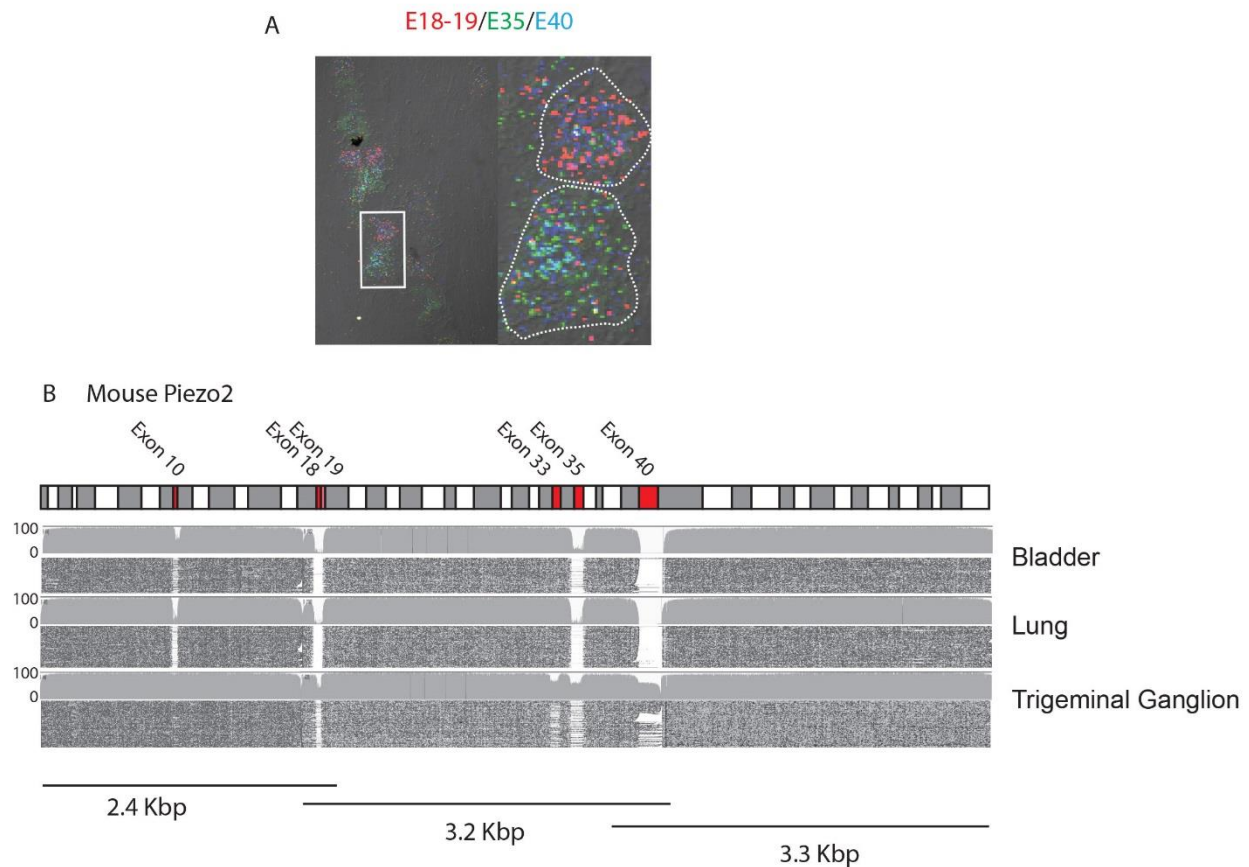 A E18-19/E35/E40
B Mouse Piezo2
Exon 10 Exon 18 Exon 19 Exon 33 Exon 35 Exon 40
100
0
Bladder
100
0
Lung
100
0
Trigeminal Ganglion
2.4 Kbp
3.2 Kbp
3.3 Kbp